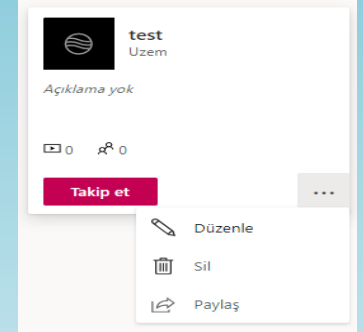 test
Uzem
Açıklama yok
0 0
Takip et
...
Düzenle
Sil
Paylaş